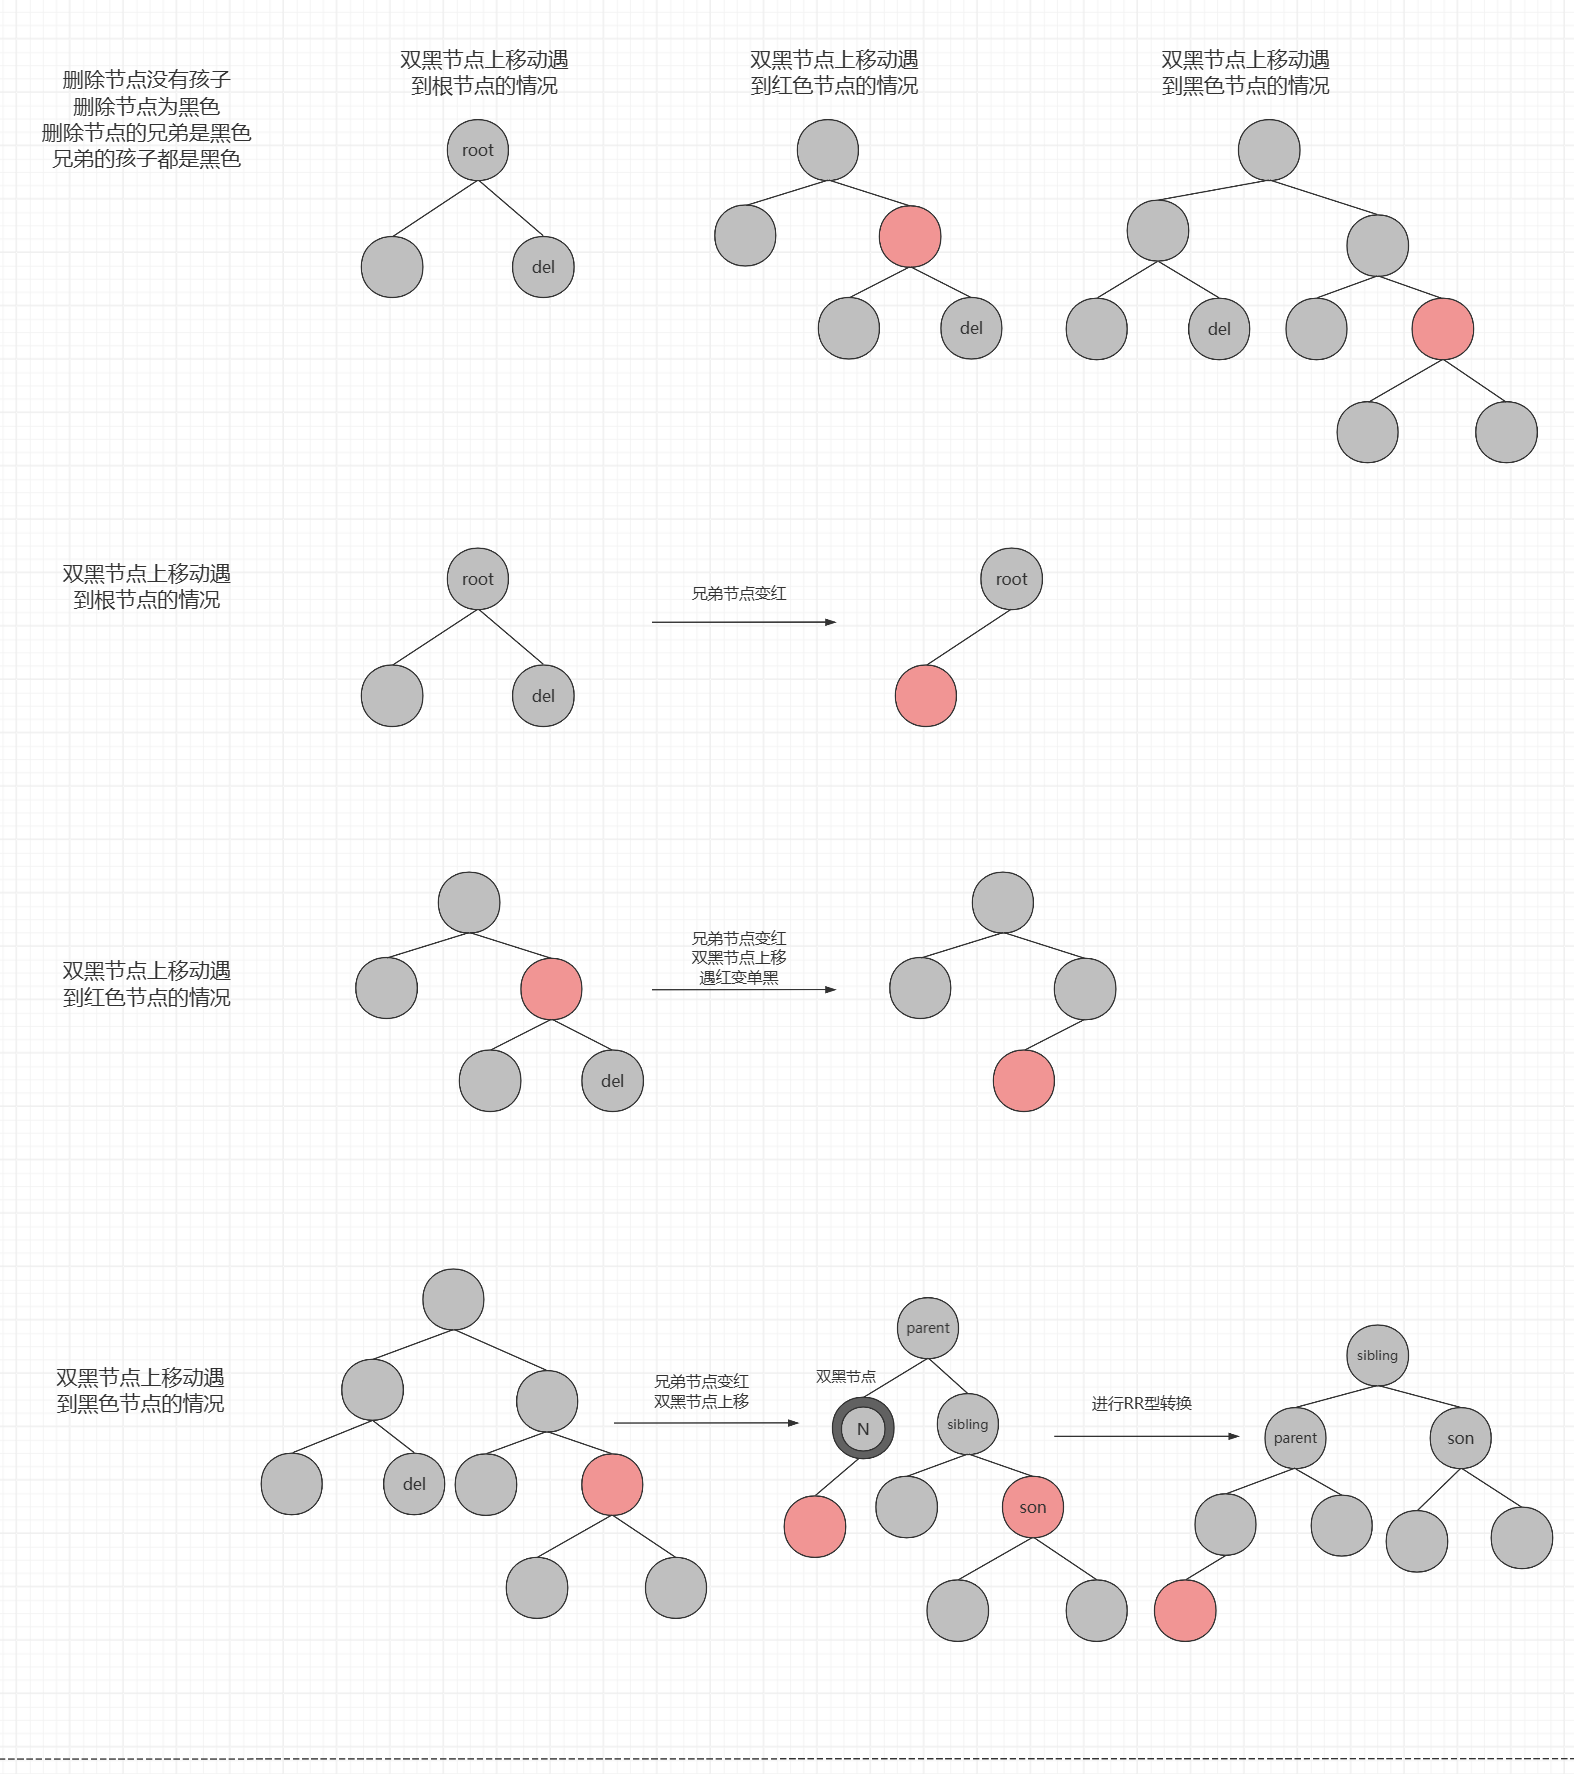 删除节点没有孩子
删除节点为黑色
删除节点的兄弟是黑色
兄弟的孩子都是黑色
双黑节点上移动遇
到根节点的情况
双黑节点上移动遇
到红色节点的情况
双黑节点上移动遇
到黑色节点的情况
root
del
del
del
双黑节点上移动遇
到根节点的情况
root
del
兄弟节点变红
root
双黑节点上移动遇
到红色节点的情况
del
兄弟节点变红
双黑节点上移
遇红变单黑
双黑节点上移动遇
到黑色节点的情况
del
兄弟节点变红
双黑节点上移
parent
双黑节点
N
sibling
son
进行RR型转换
sibling
parent
son